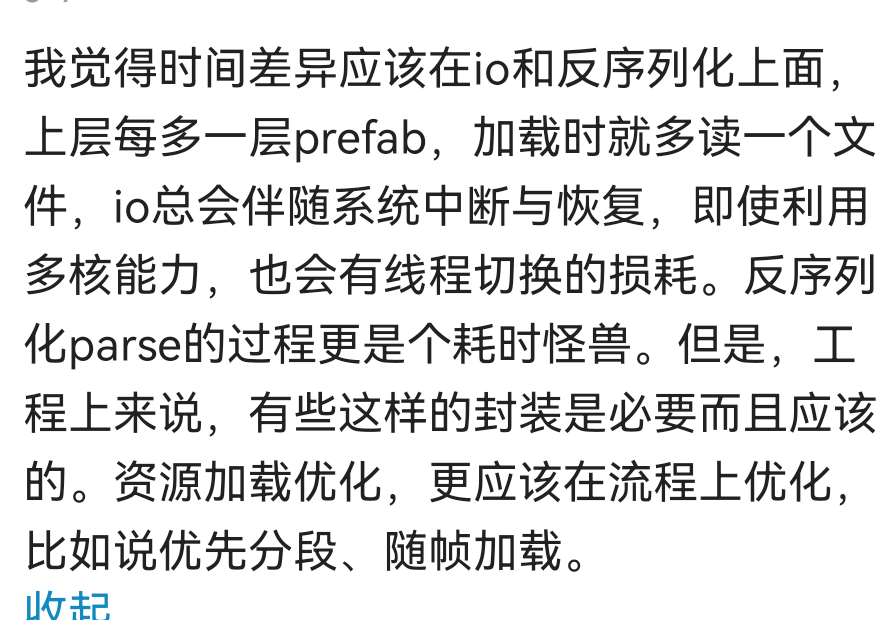 我觉得时间差异应该在io和反序列化上面，
上层每多一层prefab，加载时就多读一个文
件，io总会伴随系统中断与恢复，即使利用
多核能力，也会有线程切换的损耗。反序列
化parse的过程更是个耗时怪兽。但是，工
程上来说，有些这样的封装是必要而且应该
的。资源加载优化，更应该在流程上优化，
比如说优先分段、随帧加载。
收起